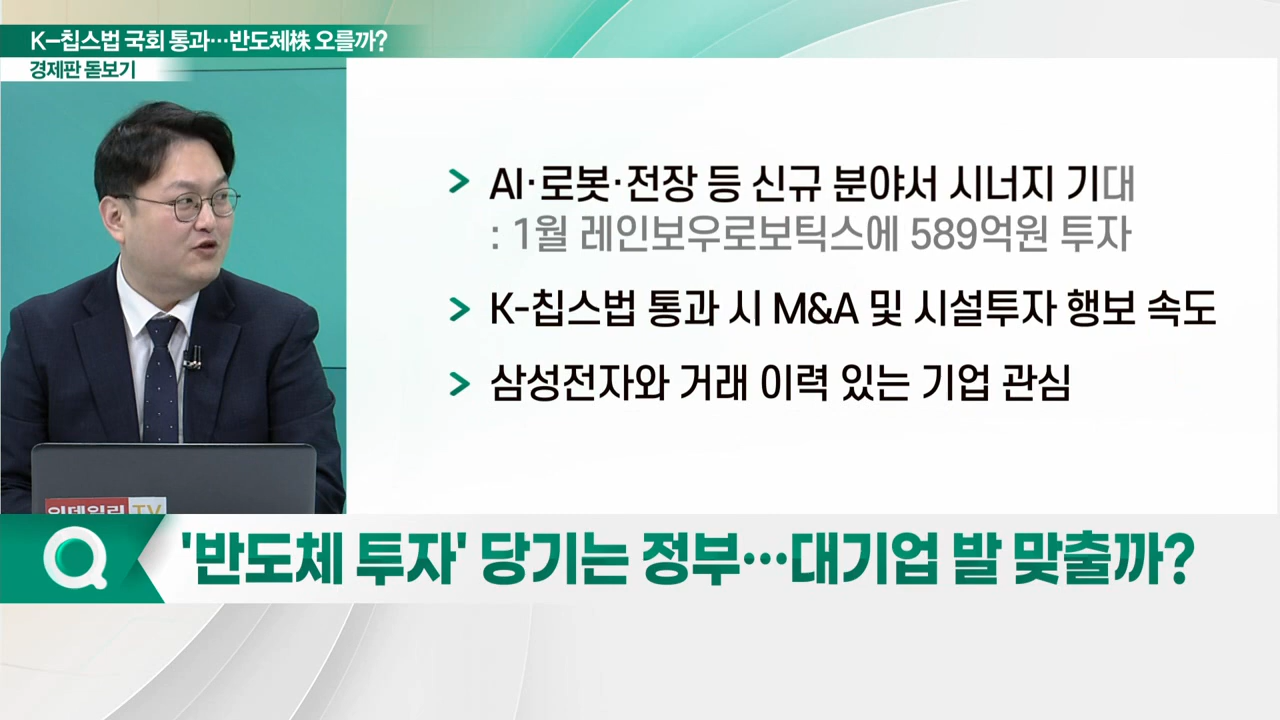 K-칩스법 국회 통과…반도체株 오를까?
경제판 돋보기
> AI·로봇·전장 등 신규 분야서 시너지 기대
: 1월 레인보우로보틱스에 589억원 투자
> K-칩스법 통과 시 M&A 및 시설투자 행보 속도
> 삼성전자와 거래 이력 있는 기업 관심
이데일리 TV
'반도체 투자' 당기는 정부…대기업 발 맞출까?